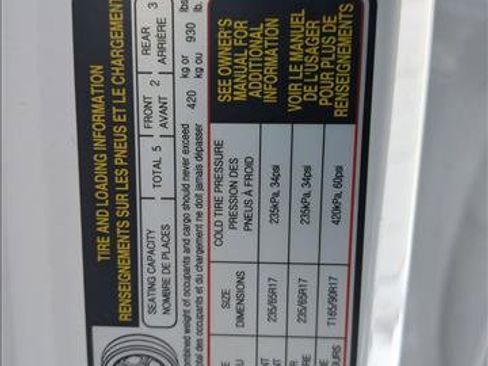 TIRE AND LOADING INFORMATION
RENSEIGNEMENTS SUR LES PNEUS ET LE CHARGEMENT
SEATING CAPACITY TOTAL 5 FRONT 2 REAR 3
NOMBRE DE PLACES AVANT ARRIÈRE
combined weight of occupants and cargo should never exceed 420 kg or 930 lbs
total des occupants et du chargement ne doit jamais dépasser kg ou lb.
SIZE COLD TIRE PRESSURE SEE OWNER'S
DIMENSIONS PRESSION DES MANUAL FOR
PNEUS À FROID ADDITIONAL
INFORMATION
235/65R17 235kPa, 34psi
235/65R17 235kPa, 34psi
T165/90R17 420kPa, 60psi
VOIR LE MANUEL
DE L'USAGER
POUR PLUS DE
RENSEIGNEMENTS